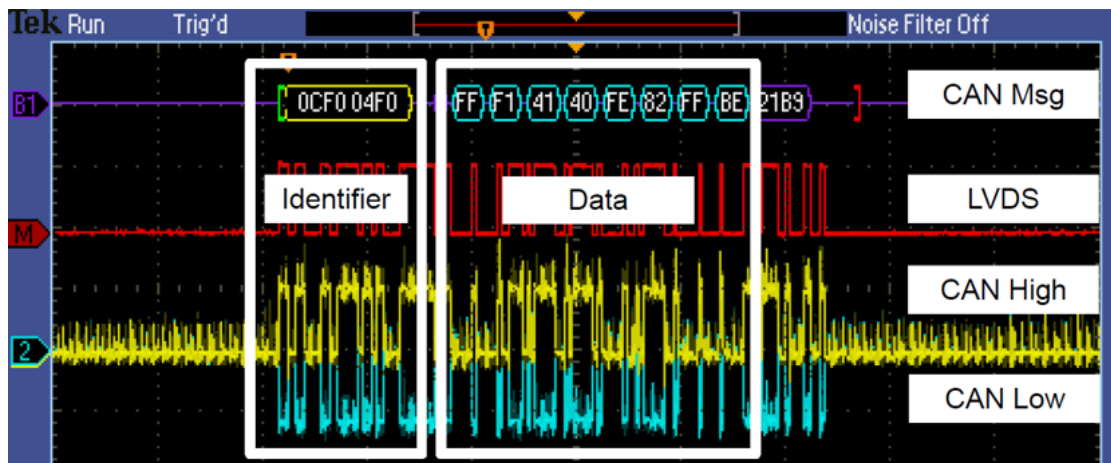 Tek Run Trig'd Noise Filter Off
B1 0CF0 04F0 FF F1 41 40 FE 82 FF BE 21B9 CAN Msg
Identifier Data LVDS
M
CAN High
2
CAN Low